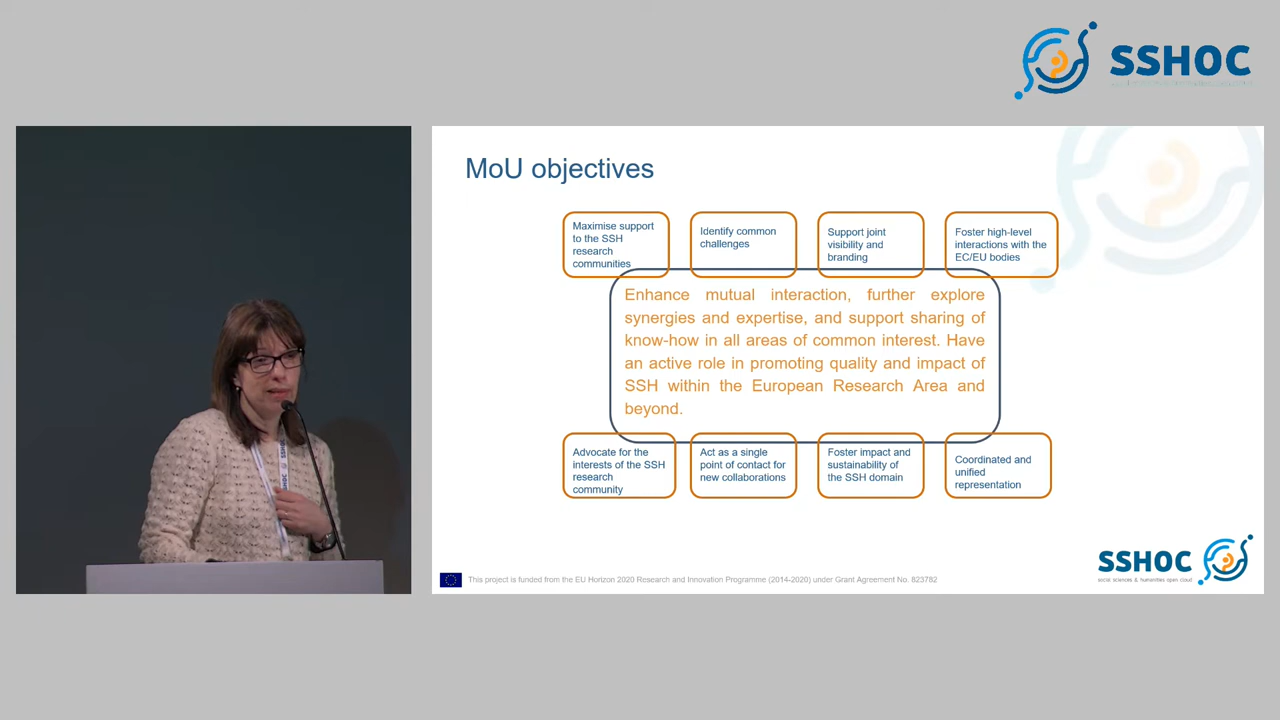 SSHOC
MoU objectives
Maximise support
to the SSH
research
communities
Identify common
challenges
Support joint
visibility and
branding
Foster high-level
interactions with the
EC/EU bodies
Enhance mutual interaction, further explore
synergies and expertise, and support sharing of
know-how in all areas of common interest. Have
an active role in promoting quality and impact of
SSH within the European Research Area and
beyond.
Advocate for the
interests of the SSH
research
community
Act as a single
point of contact for
new collaborations
Foster impact and
sustainability of
the SSH domain
Coordinated and
unified
representation
SSHOC
social sciences & humanities open cloud
This project is funded from the EU Horizon 2020 Research and Innovation Programme (2014-2020) under Grant Agreement No. 823782
SSHOC